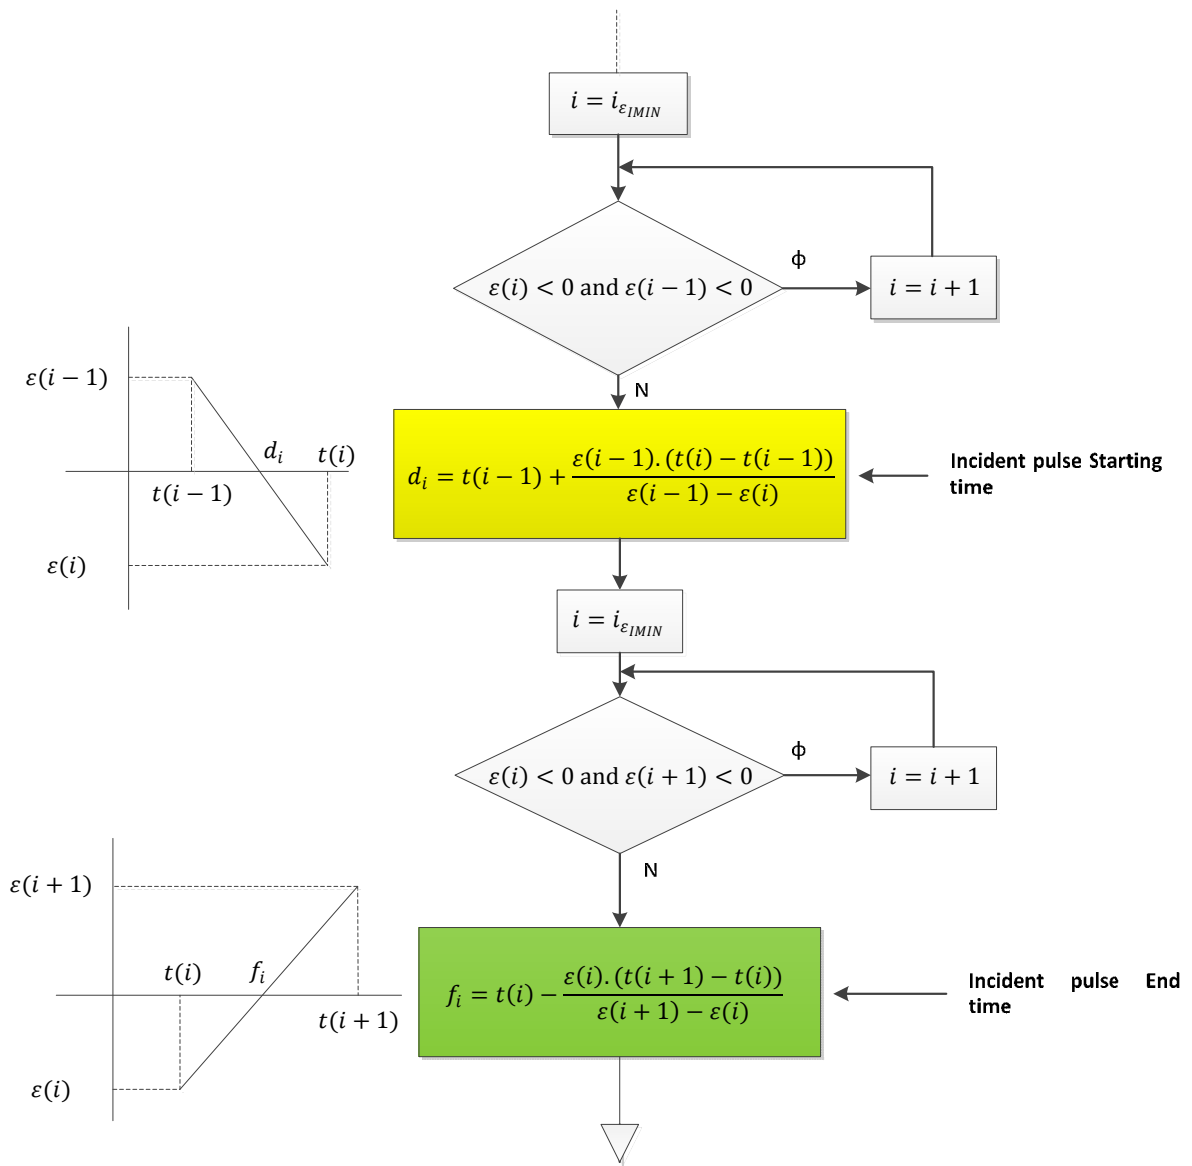 i = i_{ε_{IMIN}}
ϕ
ε(i) < 0 and ε(i − 1) < 0
i = i + 1
N
ε(i − 1)
d_i
t(i)
t(i − 1)
ε(i)
d_i = t(i − 1) + \frac{ε(i − 1). (t(i) − t(i − 1))}{ε(i − 1) − ε(i)}
Incident pulse Starting
time
i = i_{ε_{IMIN}}
ϕ
ε(i) < 0 and ε(i + 1) < 0
i = i + 1
N
ε(i + 1)
t(i)
f_i
t(i + 1)
ε(i)
f_i = t(i) − \frac{ε(i). (t(i + 1) − t(i))}{ε(i + 1) − ε(i)}
Incident pulse End
time